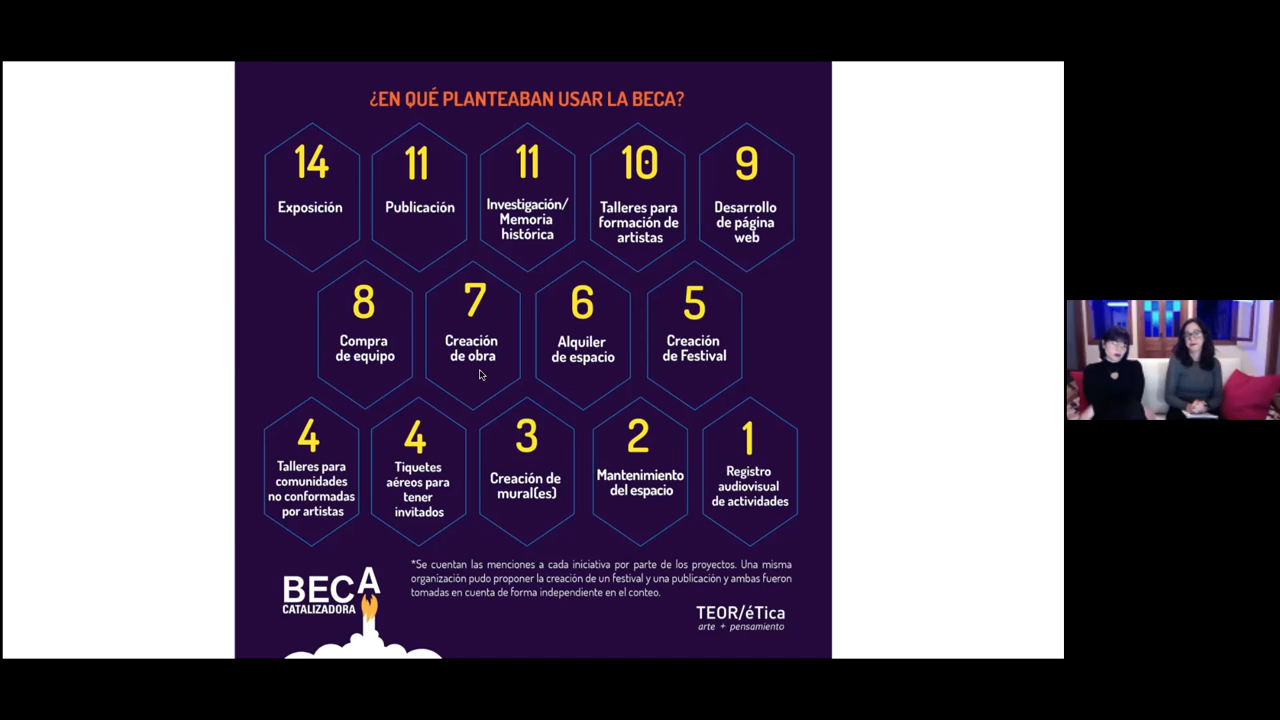 ¿EN QUÉ PLANTEABAN USAR LA BECA?
14
Exposición
11
Publicación
11
Investigación/
Memoria
histórica
10
Talleres para
formación de
artistas
9
Desarrollo
de página
web
8
Compra
de equipo
7
Creación
de obra
6
Alquiler
de espacio
5
Creación
de Festival
4
Talleres para
comunidades
no conformadas
por artistas
4
Tiquetes
aéreos para
tener
invitados
3
Creación de
mural(es)
2
Mantenimiento
del espacio
1
Registro
audiovisual
de actividades
*Se cuentan las menciones a cada iniciativa por parte de los proyectos. Una misma
organización pudo proponer la creación de un festival y una publicación y ambas fueron
tomadas en cuenta de forma independiente en el conteo.
BECA
CATALIZADORA
TEOR/éTica
arte + pensamiento